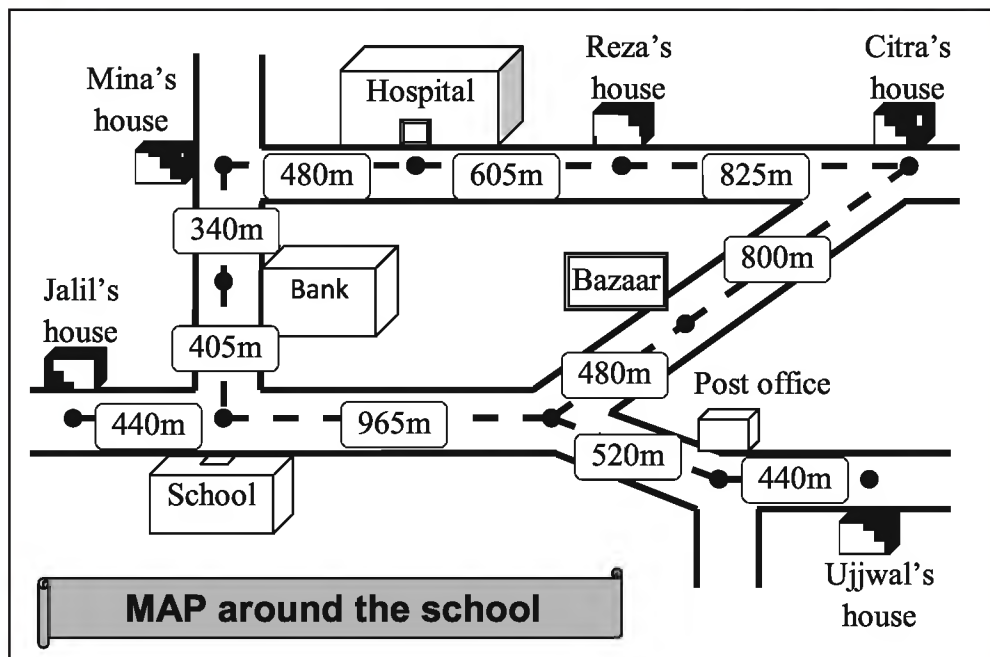 Mina's
house
Hospital
Reza's
house
Citra's
house
480m
605m
825m
340m
800m
Bank
Bazaar
Jalil's
house
405m
480m
Post office
440m
965m
520m
440m
School
Ujjwal's
house
MAP around the school